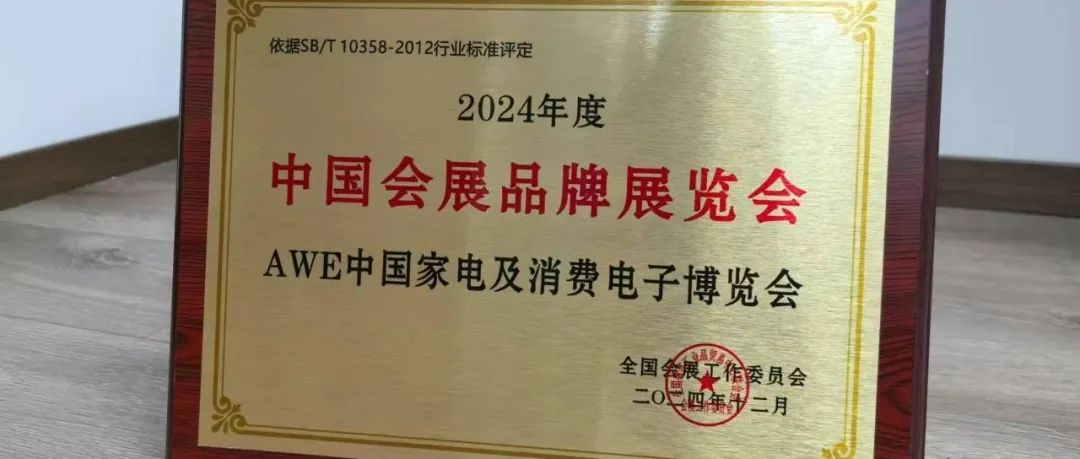 依据SB/T 10358-2012行业标准评定
2024年度
中国会展品牌展览会
AWE中国家电及消费电子博览会
全国会展工作委员会
二〇二四年十二月